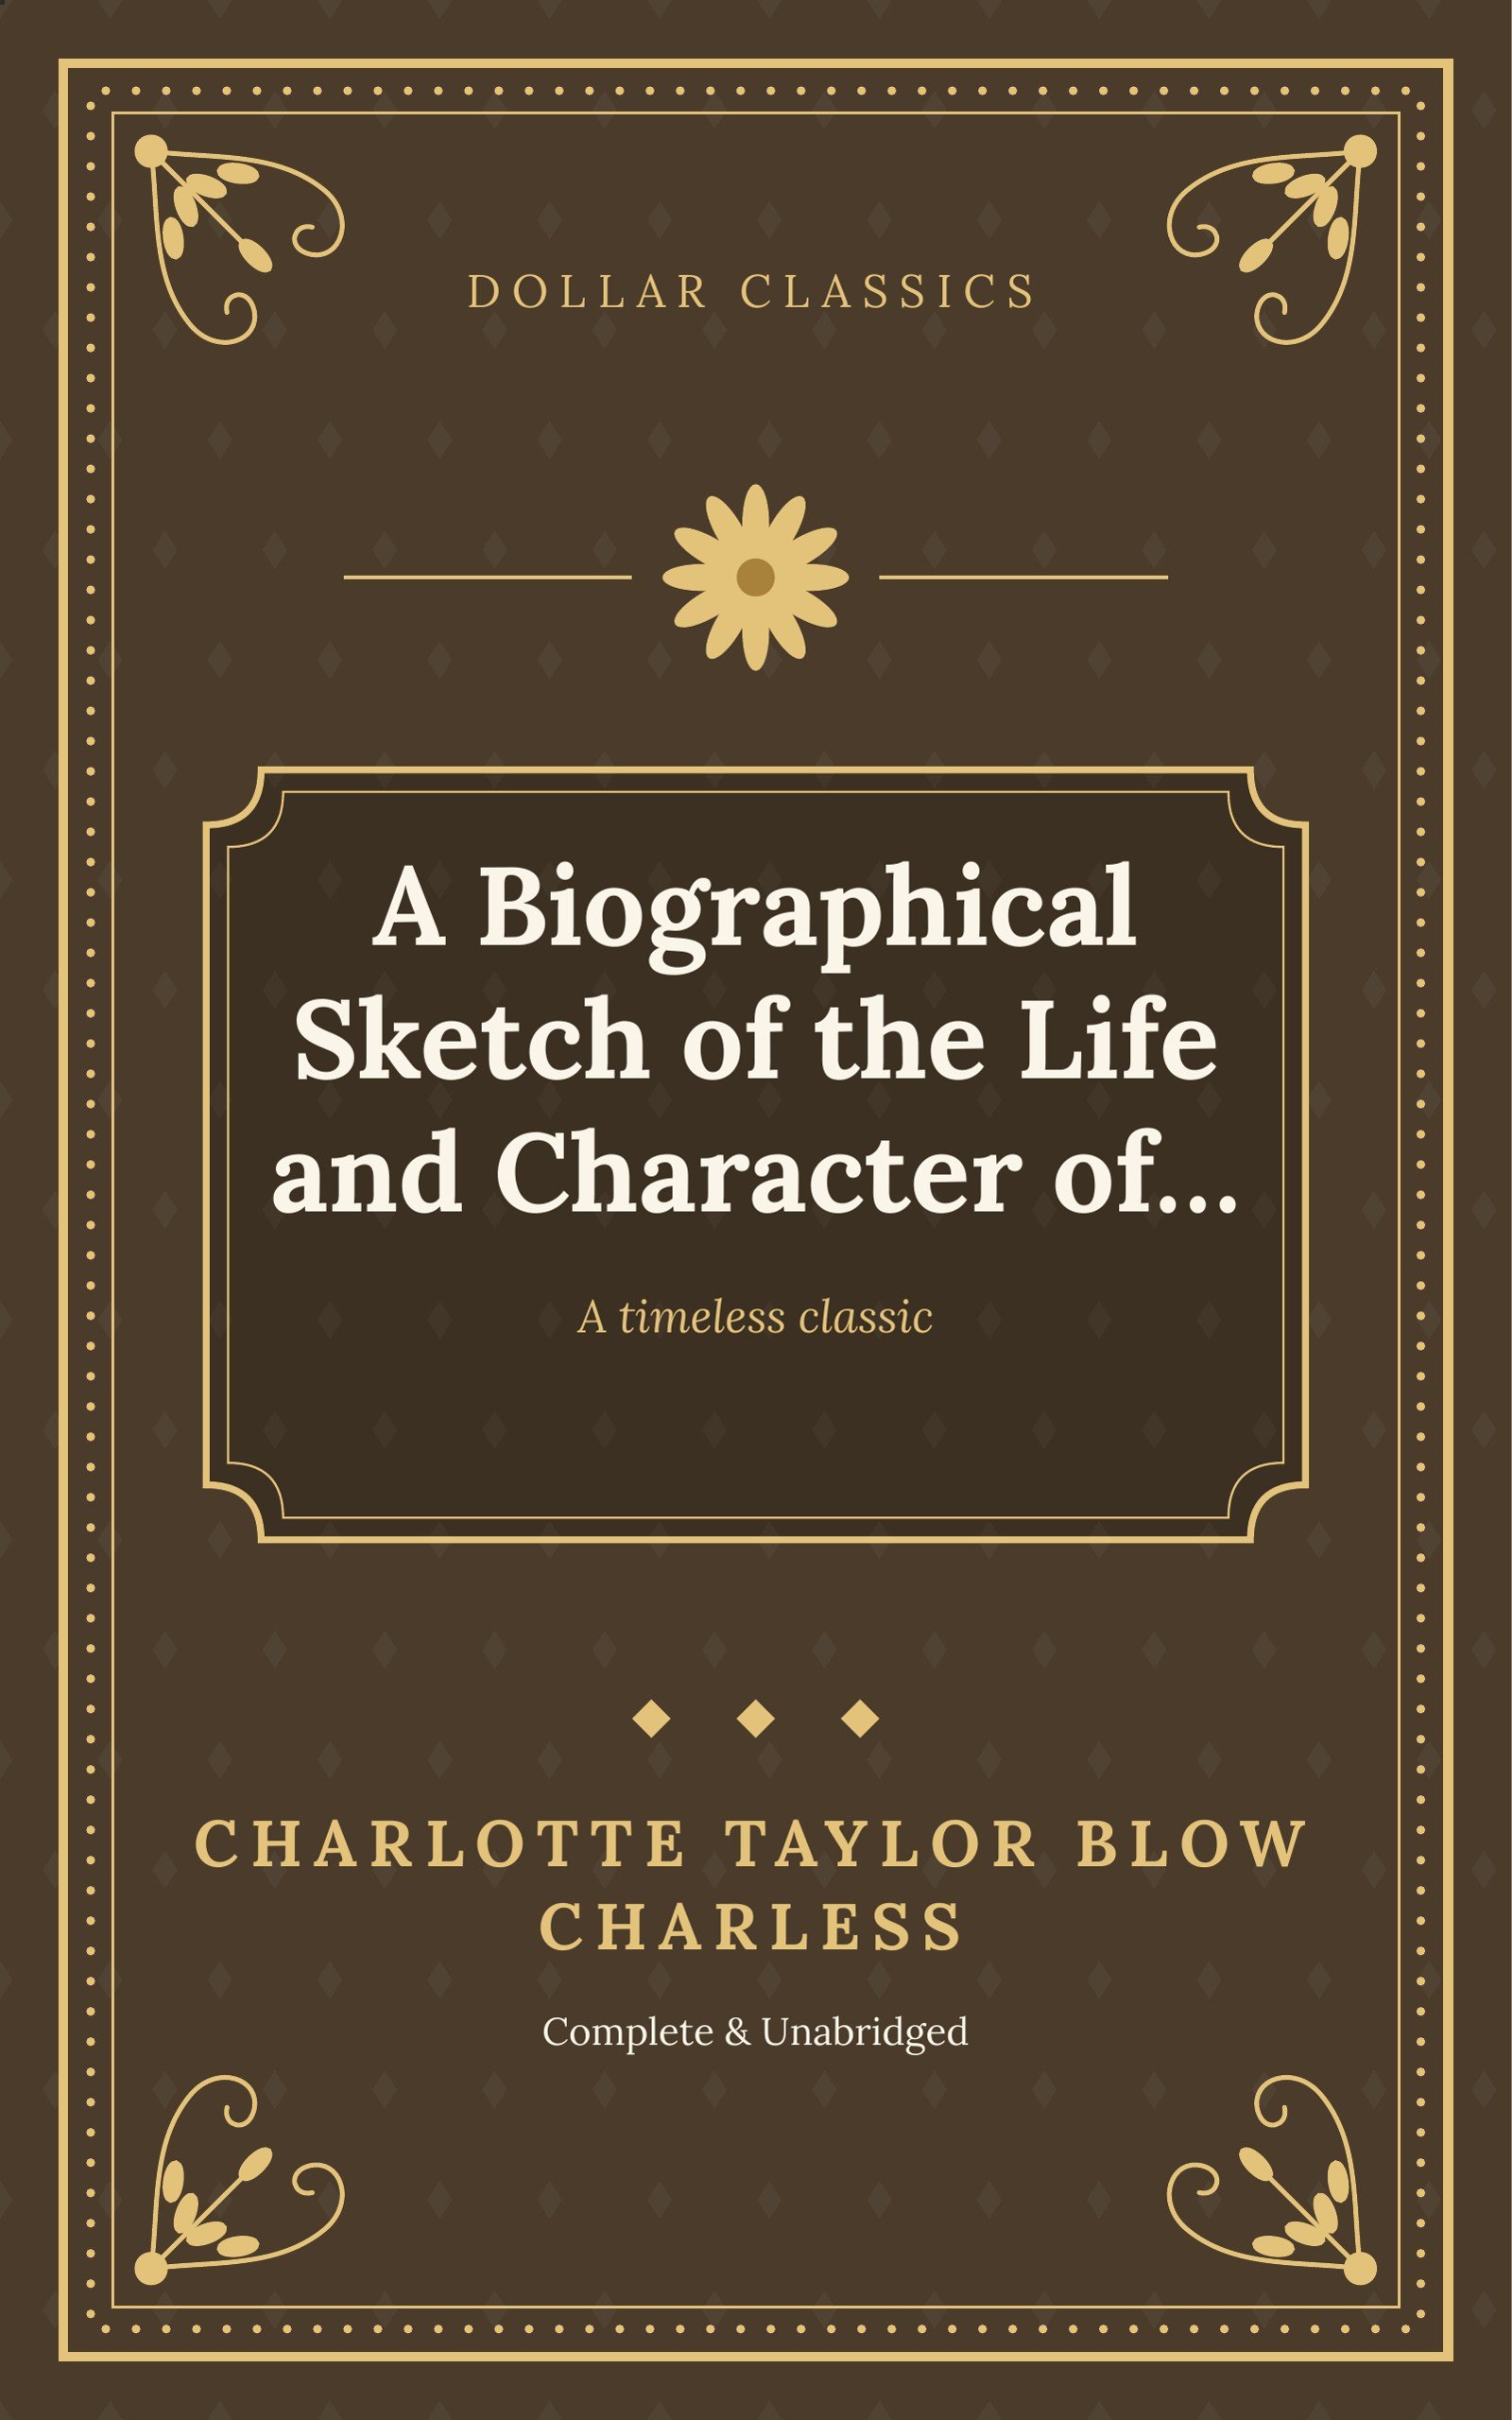 DOLLAR CLASSICS
A Biographical
Sketch of the Life
and Character of...
A timeless classic
CHARLOTTE TAYLOR BLOW
CHARLESS
Complete & Unabridged